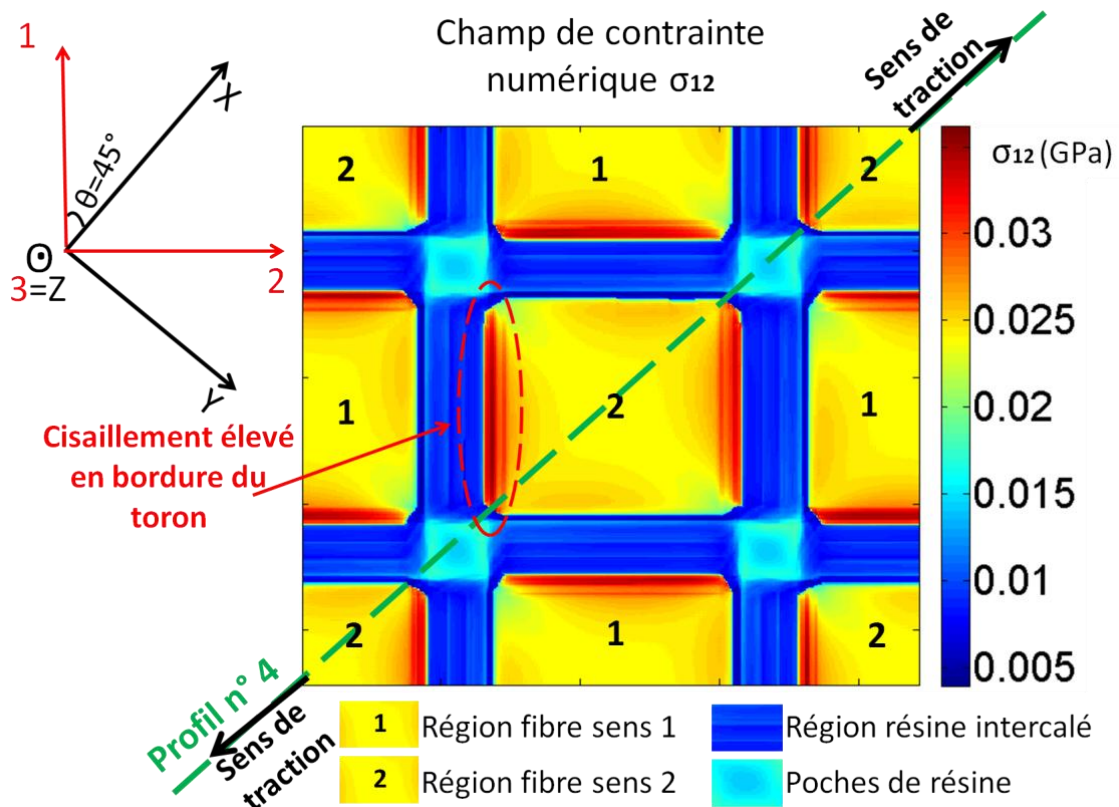 Champ de contrainte
numérique σ12
1
X
θ=45°
O
3=Z
2
Y
Sens de
traction
2
1
2
1
2
1
2
1
2
σ12 (GPa)
0.03
0.025
0.02
0.015
0.01
0.005
Cisaillement élevé
en bordure du
toron
Profil n° 4
Sens de
traction
1 Région fibre sens 1
2 Région fibre sens 2
Région résine intercalé
Poches de résine